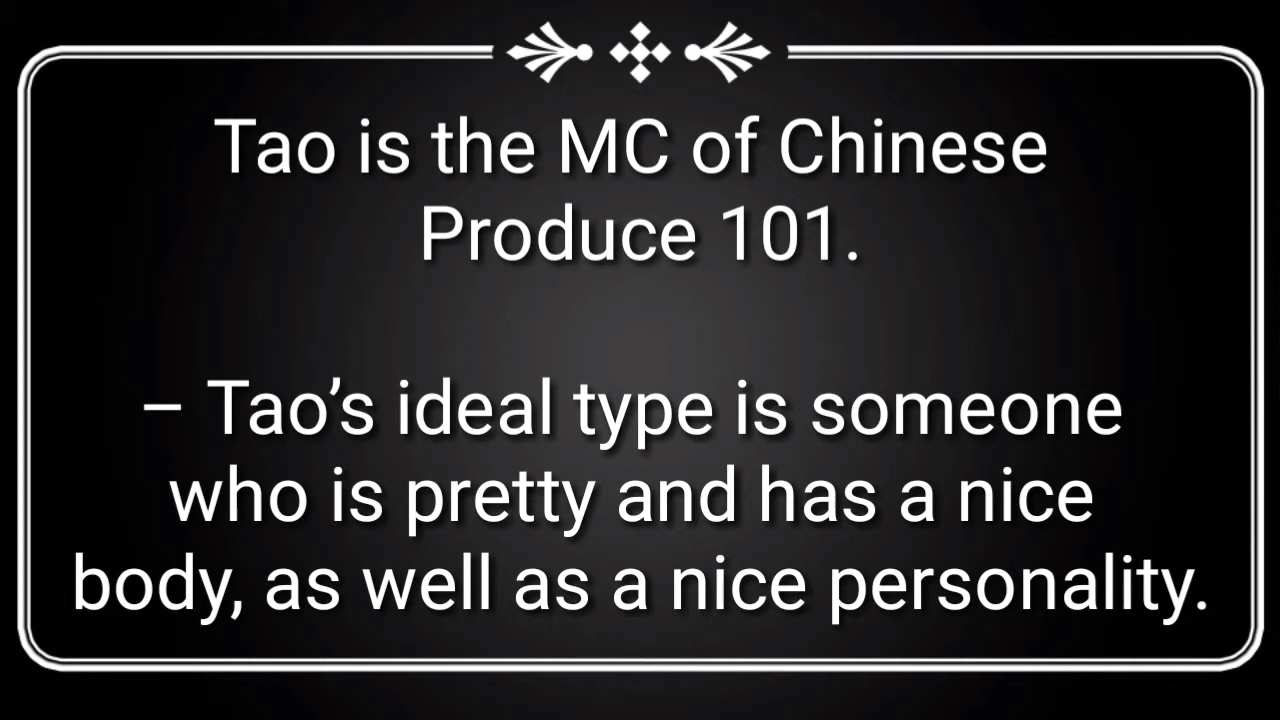 Tao is the MC of Chinese
Produce 101.
– Tao’s ideal type is someone
who is pretty and has a nice
body, as well as a nice personality.